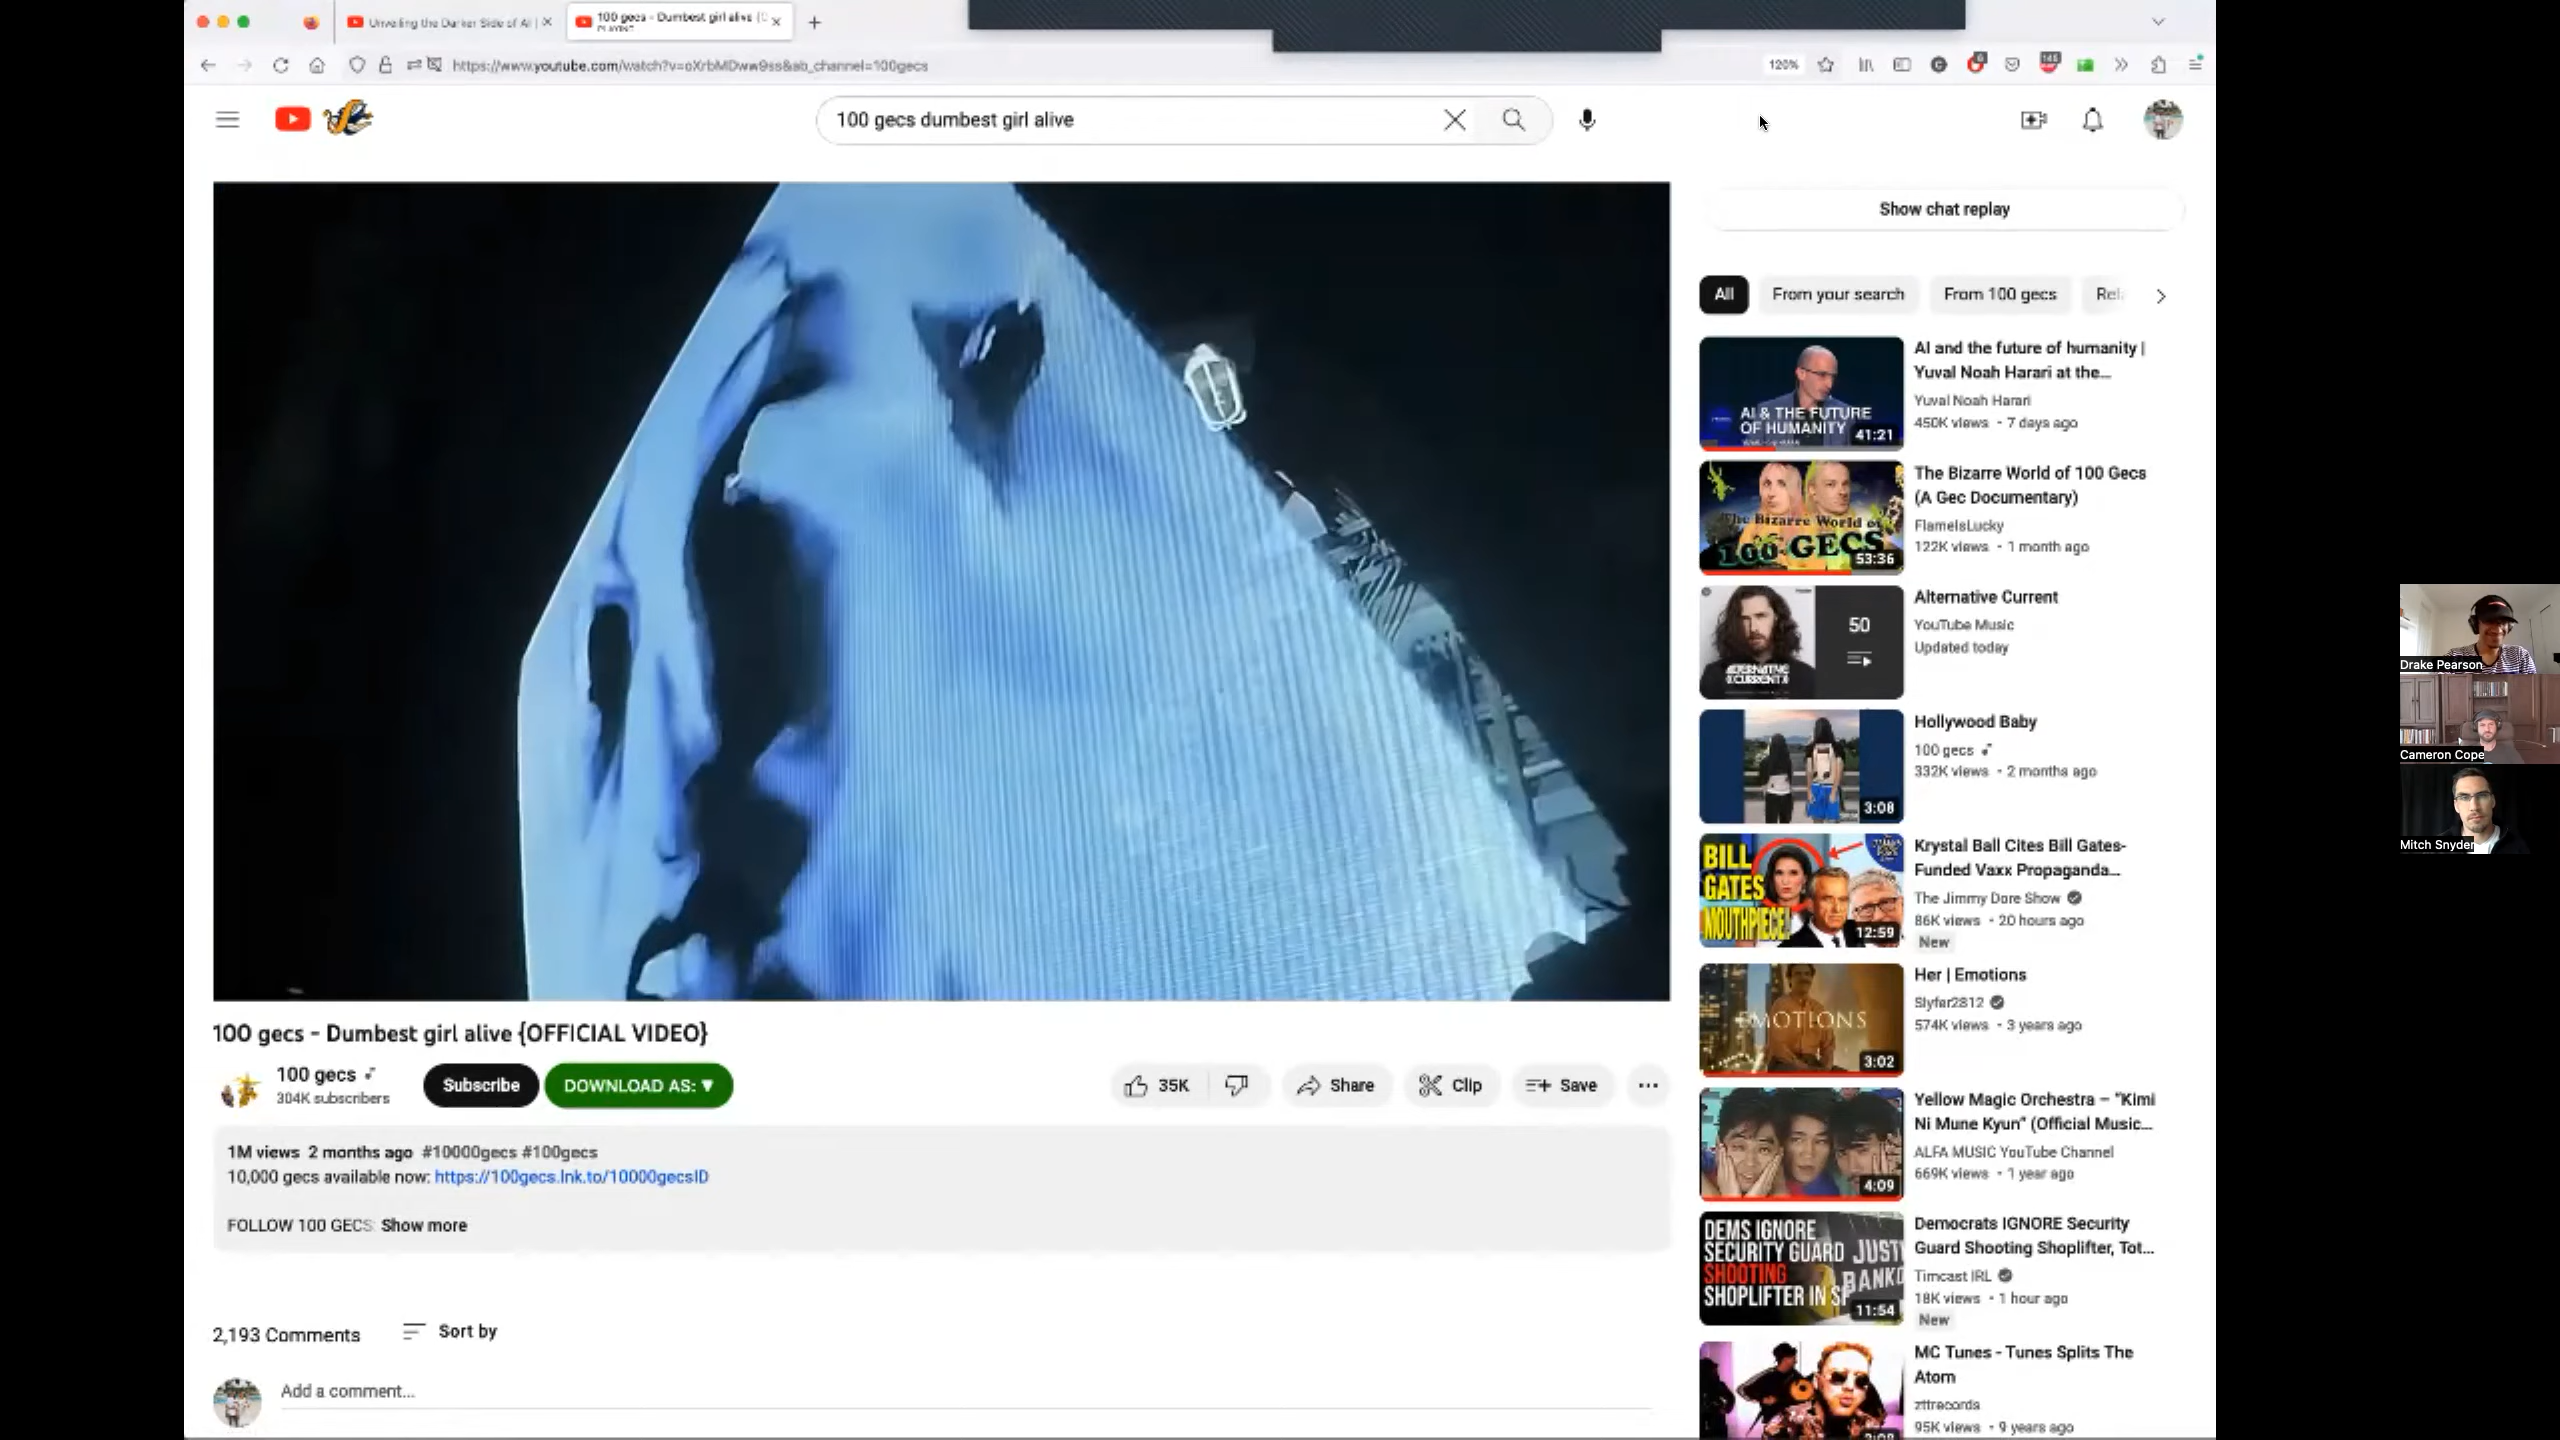 Unveiling the Darker Side of AI |
100 gecs - Dumbest girl alive {O
PLAYING
https://www.youtube.com/watch?v=oXrbMDww9ss&ab_channel=100gecs
120%
100 gecs dumbest girl alive
Show chat replay
All
From your search
From 100 gecs
Rel
AI & THE FUTURE
OF HUMANITY
41:21
AI and the future of humanity |
Yuval Noah Harari at the...
Yuval Noah Harari
450K views • 7 days ago
The Bizarre World of
100 GECS
53:36
The Bizarre World of 100 Gecs
(A Gec Documentary)
FlameIsLucky
122K views • 1 month ago
ALTERNATIVE
CURRENT
50
Alternative Current
YouTube Music
Updated today
3:08
Hollywood Baby
100 gecs
332K views • 2 months ago
BILL
GATES
MOUTHPIECE!
12:59
Krystal Ball Cites Bill Gates-
Funded Vaxx Propaganda...
The Jimmy Dore Show
86K views • 20 hours ago
New
EMOTIONS
3:02
Her | Emotions
Slyfer2812
574K views • 3 years ago
4:09
Yellow Magic Orchestra – "Kimi
Ni Mune Kyun" (Official Music...
ALFA MUSIC YouTube Channel
669K views • 1 year ago
DEMS IGNORE
SECURITY GUARD
SHOOTING
SHOPLIFTER IN SF
JUSTI
BANKO
11:54
Democrats IGNORE Security
Guard Shooting Shoplifter, Tot...
Timcast IRL
18K views • 1 hour ago
New
MC Tunes - Tunes Splits The
Atom
zttrecords
95K views • 9 years ago
100 gecs - Dumbest girl alive {OFFICIAL VIDEO}
100 gecs
304K subscribers
Subscribe
DOWNLOAD AS: ▼
35K
Share
Clip
Save
1M views 2 months ago #10000gecs #100gecs
10,000 gecs available now: https://100gecs.lnk.to/10000gecsID
FOLLOW 100 GECS: Show more
2,193 Comments
Sort by
Add a comment...
Drake Pearson
Cameron Cope
Mitch Snyder